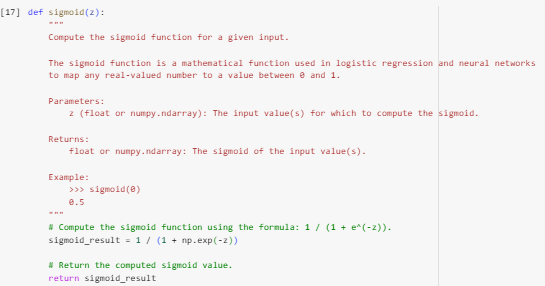 [17] def sigmoid(z):
"""
Compute the sigmoid function for a given input.
The sigmoid function is a mathematical function used in logistic regression and neural networks
to map any real-valued number to a value between 0 and 1.
Parameters:
z (float or numpy.ndarray): The input value(s) for which to compute the sigmoid.
Returns:
float or numpy.ndarray: The sigmoid of the input value(s).
Example:
>>> sigmoid(0)
0.5
"""
# Compute the sigmoid function using the formula: 1 / (1 + e^(-z)).
sigmoid_result = 1 / (1 + np.exp(-z))
# Return the computed sigmoid value.
return sigmoid_result